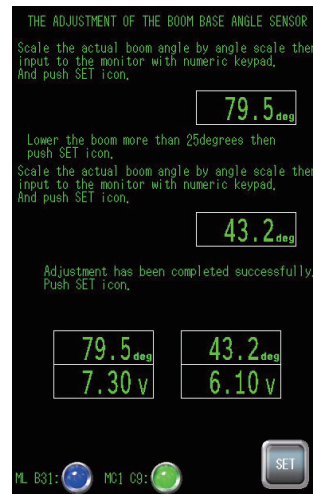 THE ADJUSTMENT OF THE BOOM BASE ANGLE SENSOR
Scale the actual boom angle by angle scale then
input to the monitor with numeric keypad.
And push SET icon.
79.5deg
Lower the boom more than 25degrees then
push SET icon.
Scale the actual boom angle by angle scale then
input to the monitor with numeric keypad.
And push SET icon.
43.2deg
Adjustment has been completed successfully.
Push SET icon.
79.5deg 43.2deg
7.30 v 6.10 v
ML B31: MC1 C9: SET